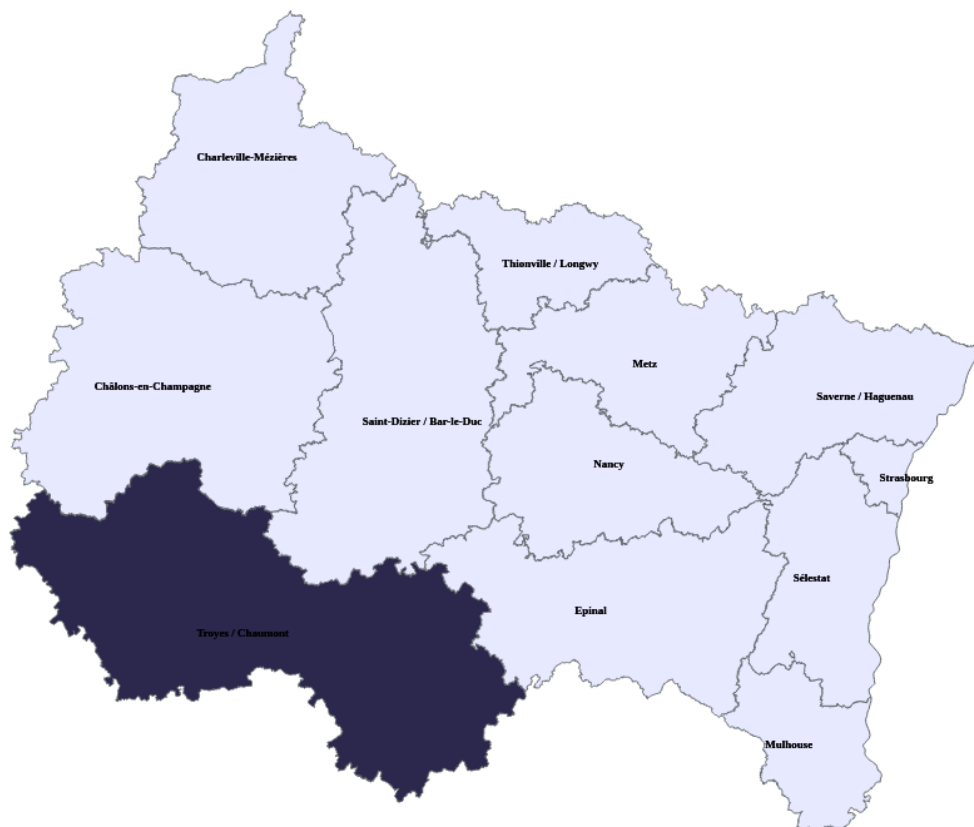 Charleville-Mézières
Thionville / Longwy
Metz
Châlons-en-Champagne
Saverne / Haguenau
Saint-Dizier / Bar-le-Duc
Nancy
Strasbourg
Sélestat
Epinal
Troyes / Chaumont
Mulhouse